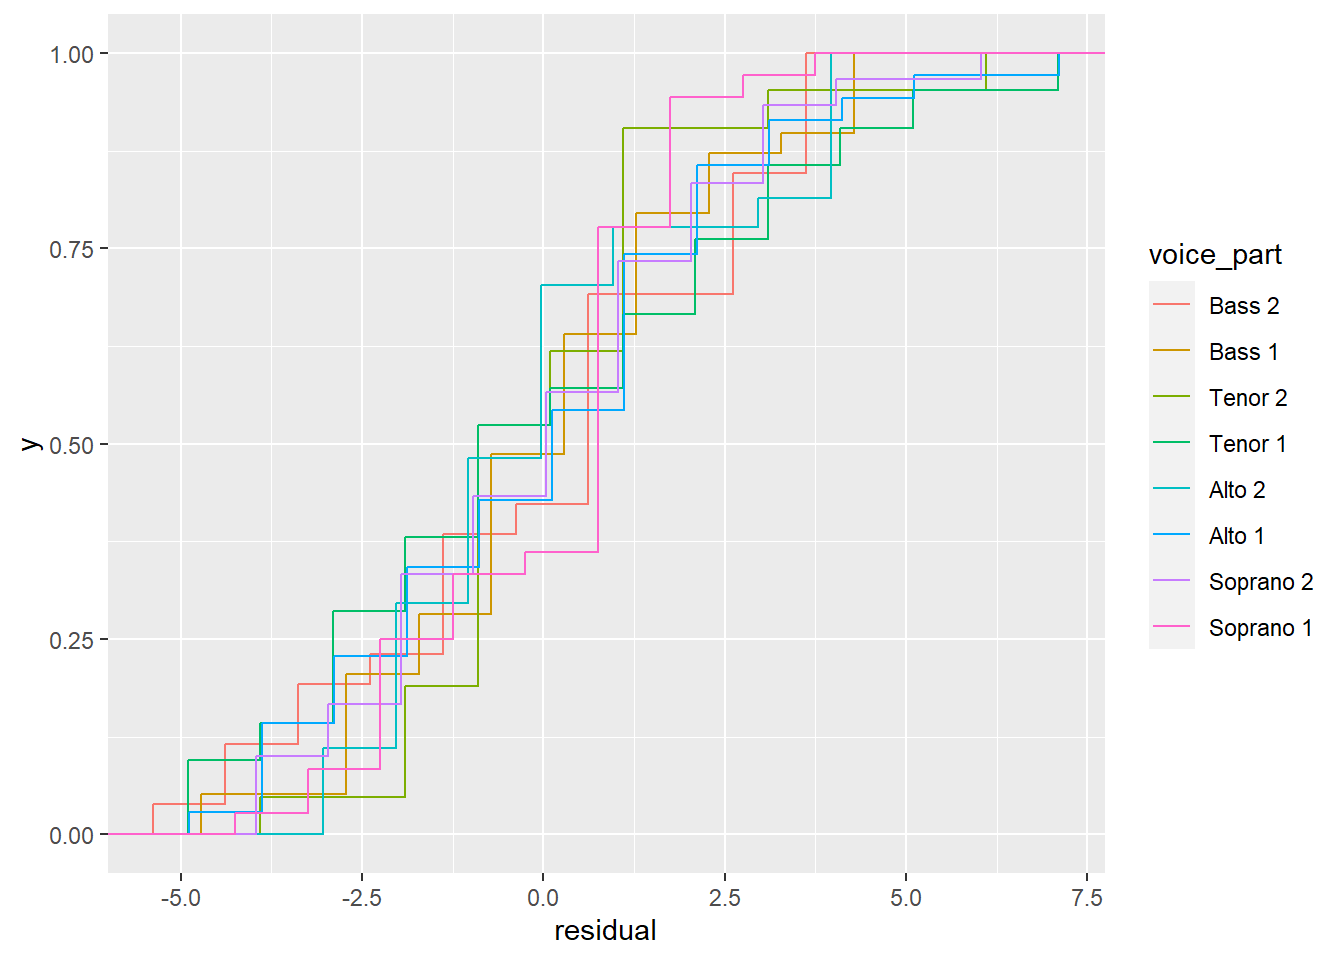 1.00
0.75
0.50
0.25
0.00
y
-5.0 -2.5 0.0 2.5 5.0 7.5
residual
voice_part
Bass 2
Bass 1
Tenor 2
Tenor 1
Alto 2
Alto 1
Soprano 2
Soprano 1